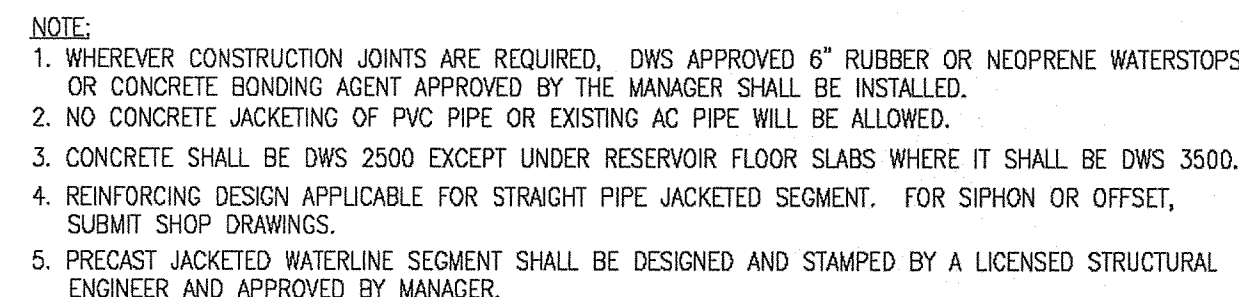 NOTE:
1. WHEREVER CONSTRUCTION JOINTS ARE REQUIRED, DWS APPROVED 6" RUBBER OR NEOPRENE WATERSTOPS
OR CONCRETE BONDING AGENT APPROVED BY THE MANAGER SHALL BE INSTALLED.
2. NO CONCRETE JACKETING OF PVC PIPE OR EXISTING AC PIPE WILL BE ALLOWED.
3. CONCRETE SHALL BE DWS 2500 EXCEPT UNDER RESERVOIR FLOOR SLABS WHERE IT SHALL BE DWS 3500.
4. REINFORCING DESIGN APPLICABLE FOR STRAIGHT PIPE JACKETED SEGMENT. FOR SIPHON OR OFFSET,
SUBMIT SHOP DRAWINGS.
5. PRECAST JACKETED WATERLINE SEGMENT SHALL BE DESIGNED AND STAMPED BY A LICENSED STRUCTURAL
ENGINEER AND APPROVED BY MANAGER.